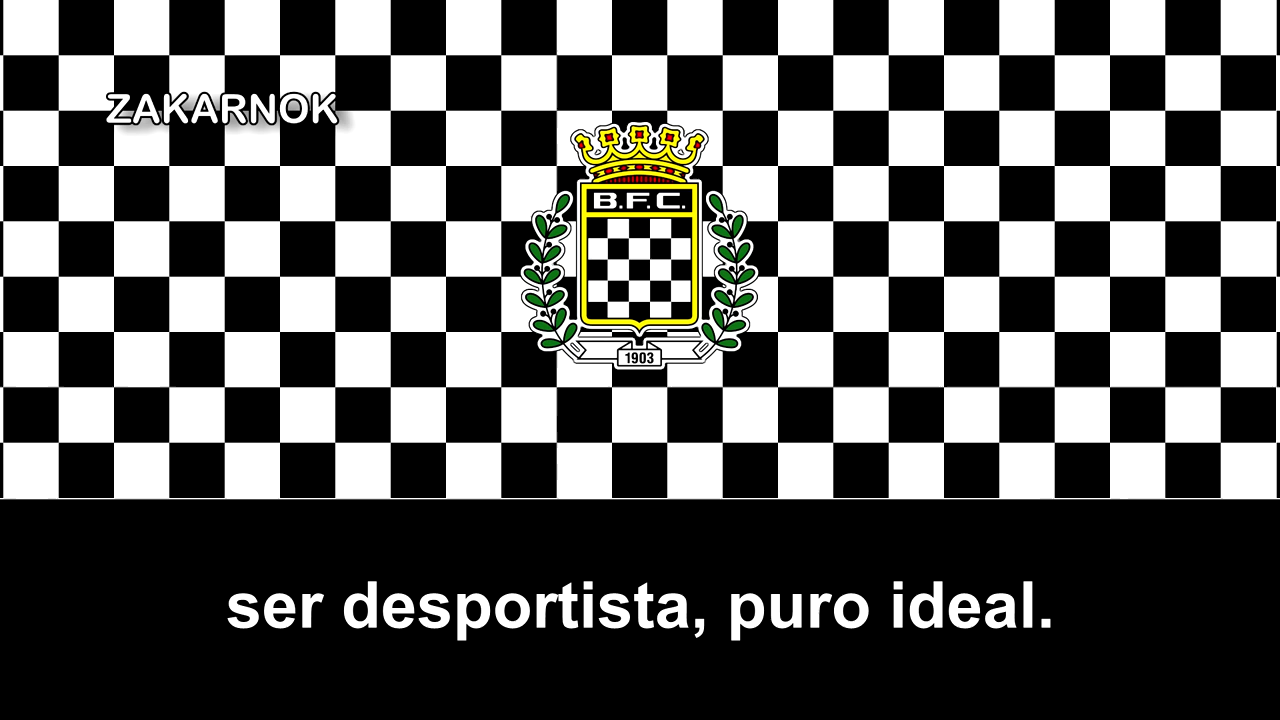 ZAKARNOK
B.F.C.
1903
ser desportista, puro ideal.